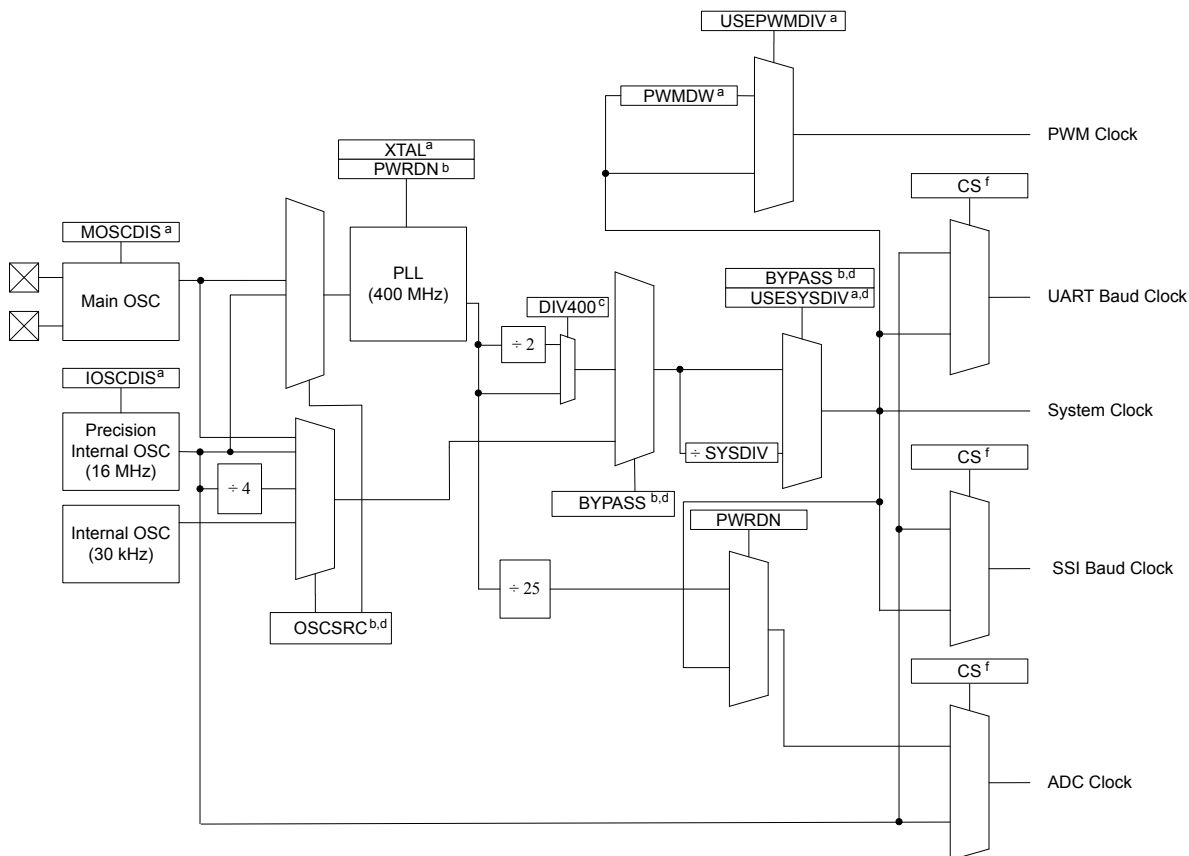 USEPWMDIV a
PWMDW a
PWM Clock
XTAL a
PWRDN b
CS f
MOSCDIS a
Main OSC
PLL
(400 MHz)
BYPASS b,d
USESYSDIV a,d
UART Baud Clock
DIV400 c
÷ 2
IOSCDIS a
System Clock
Precision
Internal OSC
(16 MHz)
÷ SYSDIV
÷ 4
BYPASS b,d
CS f
PWRDN
Internal OSC
(30 kHz)
SSI Baud Clock
÷ 25
OSCSRC b,d
CS f
ADC Clock